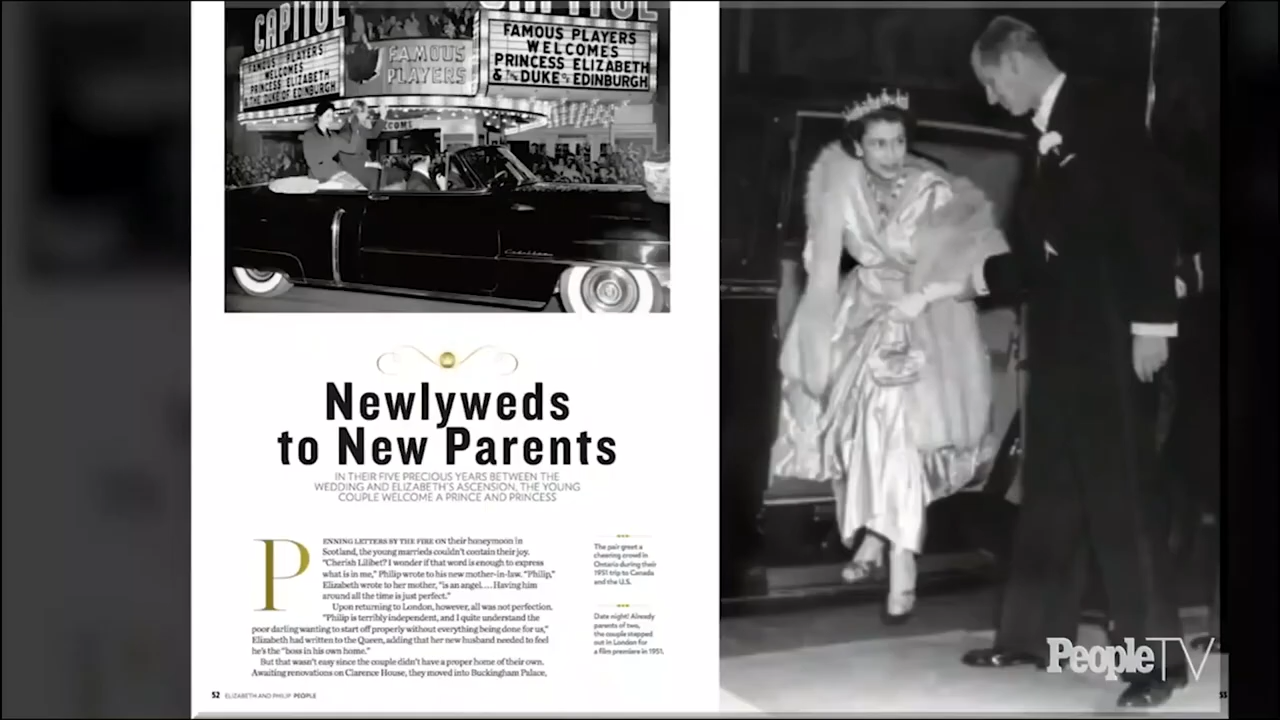 CAPITOL
CAPITOL
FAMOUS PLAYERS
WELCOMES
PRINCESS ELIZABETH
& THE DUKE OF EDINBURGH
FAMOUS
PLAYERS
FAMOUS PLAYERS
WELCOMES
PRINCESS ELIZABETH
& THE DUKE OF EDINBURGH
Cadillac
Newlyweds
to New Parents
IN THEIR FIVE PRECIOUS YEARS BETWEEN THE
WEDDING AND ELIZABETH'S ASCENSION, THE YOUNG
COUPLE WELCOME A PRINCE AND PRINCESS
PENNING LETTERS BY THE FIRE ON their honeymoon in
Scotland, the young marrieds couldn't contain their joy.
"Cherish Lilibet? I wonder if that word is enough to express
what is in me," Philip wrote to his new mother-in-law. "Philip,"
Elizabeth wrote to her mother, "is an angel.... Having him
around all the time is just perfect."
Upon returning to London, however, all was not perfection.
"Philip is terribly independent, and I quite understand the
poor darling wanting to start off properly without everything being done for us,"
Elizabeth had written to the Queen, adding that her new husband needed to feel
he's the "boss in his own home."
But that wasn't easy since the couple didn't have a proper home of their own.
Awaiting renovations on Clarence House, they moved into Buckingham Palace,
The pair greet a
cheering crowd in
Ontario during their
1951 trip to Canada
and the U.S.
Date night! Already
parents of two,
the couple stepped
out in London for
a film premiere in 1951.
52 ELIZABETH AND PHILIP PEOPLE
PeopleTV
53